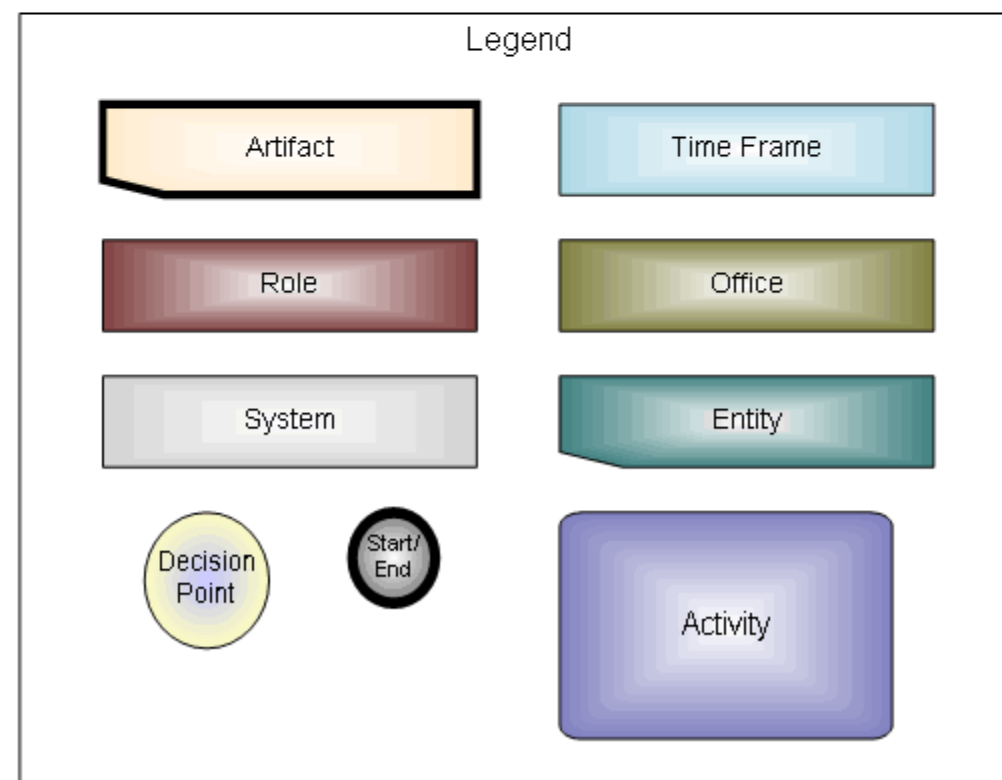 Legend
Artifact
Time Frame
Role
Office
System
Entity
Decision
Point
Start/
End
Activity